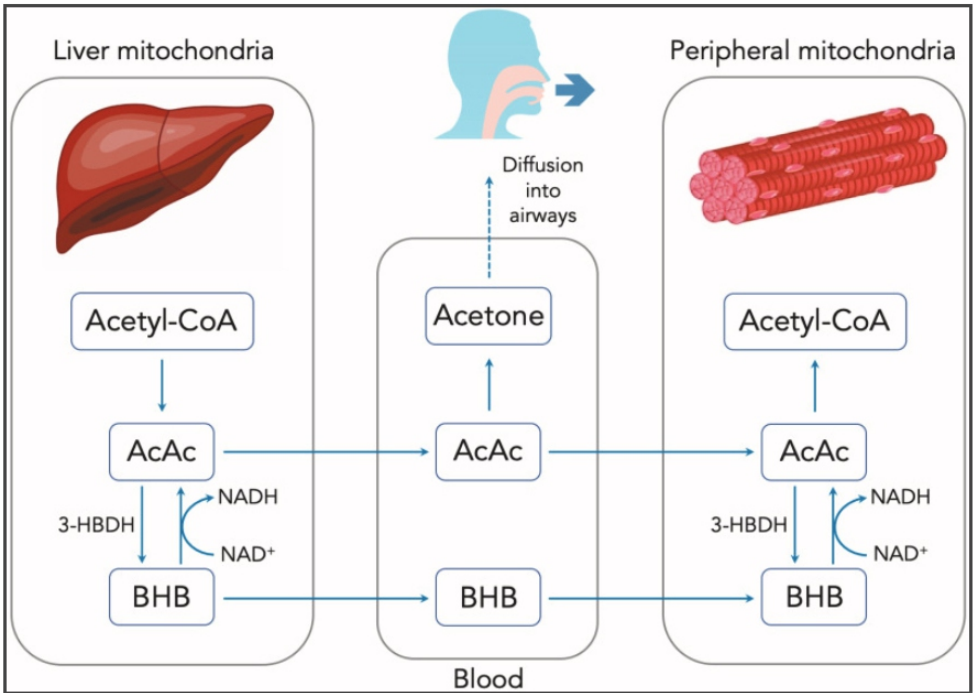 Liver mitochondria
Peripheral mitochondria
Diffusion
into
airways
Acetyl-CoA
Acetone
Acetyl-CoA
AcAc
AcAc
AcAc
3-HBDH
NADH
NAD⁺
3-HBDH
NADH
NAD⁺
BHB
BHB
BHB
Blood